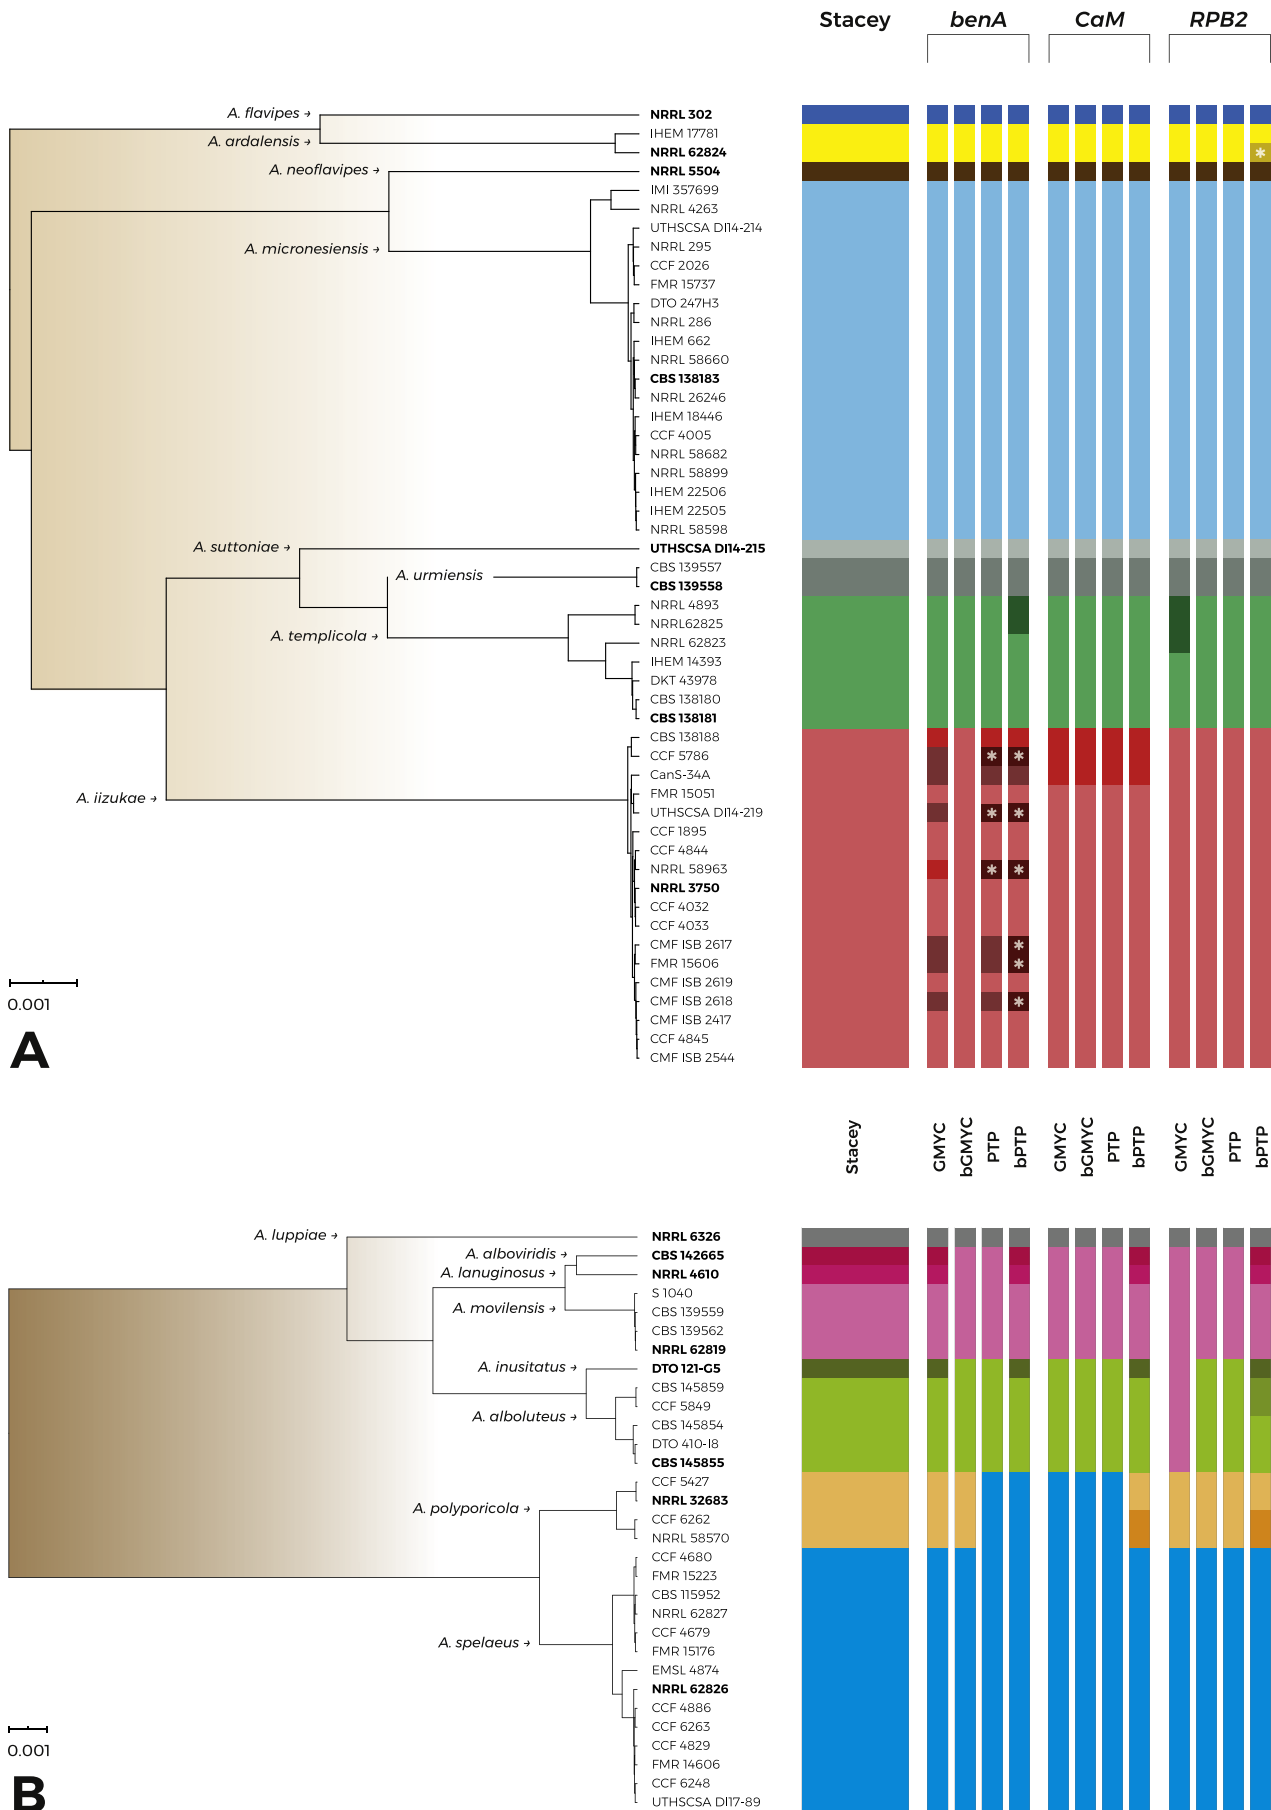 Stacey benA CaM RPB2
A. flavipes → NRRL 302
IHEM 17781
A. ardalensis → NRRL 62824
*
A. neoflavipes → NRRL 5504
IMI 357699
NRRL 4263
UTHSCSA DI14-214
A. micronesiensis → NRRL 295
CCF 2026
FMR 15737
DTO 247H3
NRRL 286
IHEM 662
NRRL 58660
CBS 138183
NRRL 26246
IHEM 18446
CCF 4005
NRRL 58682
NRRL 58899
IHEM 22506
IHEM 22505
NRRL 58598
A. suttoniae → UTHSCSA DI14-215
CBS 139557
A. urmiensis CBS 139558
NRRL 4893
NRRL62825
A. templicola → NRRL 62823
IHEM 14393
DKT 43978
CBS 138180
CBS 138181
CBS 138188
CCF 5786 * *
CanS-34A
A. iizukae → FMR 15051
UTHSCSA DI14-219 * *
CCF 1895
CCF 4844
NRRL 58963 * *
NRRL 3750
CCF 4032
CCF 4033
CMF ISB 2617 *
FMR 15606 *
CMF ISB 2619
CMF ISB 2618 *
CMF ISB 2417
CCF 4845
CMF ISB 2544
0.001
A
Stacey GMYC bGMYC PTP bPTP GMYC bGMYC PTP bPTP GMYC bGMYC PTP bPTP
A. luppiae → NRRL 6326
A. alboviridis → CBS 142665
A. lanuginosus → NRRL 4610
S 1040
A. movilensis → CBS 139559
CBS 139562
NRRL 62819
A. inusitatus → DTO 121-G5
CBS 145859
CCF 5849
A. alboluteus → CBS 145854
DTO 410-I8
CBS 145855
CCF 5427
A. polyporicola → NRRL 32683
CCF 6262
NRRL 58570
CCF 4680
FMR 15223
CBS 115952
NRRL 62827
CCF 4679
A. spelaeus → FMR 15176
EMSL 4874
NRRL 62826
CCF 4886
CCF 6263
CCF 4829
FMR 14606
CCF 6248
UTHSCSA DI17-89
0.001
B